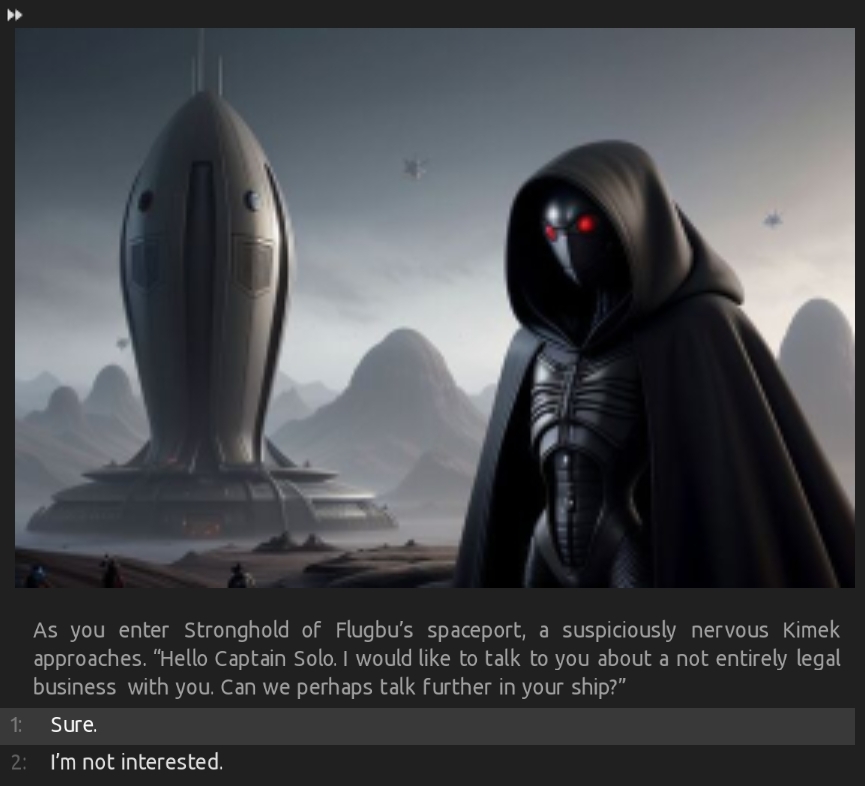 As you enter Stronghold of Flugbu’s spaceport, a suspiciously nervous Kimek
approaches. “Hello Captain Solo. I would like to talk to you about a not entirely legal
business with you. Can we perhaps talk further in your ship?”
1: Sure.
2: I’m not interested.